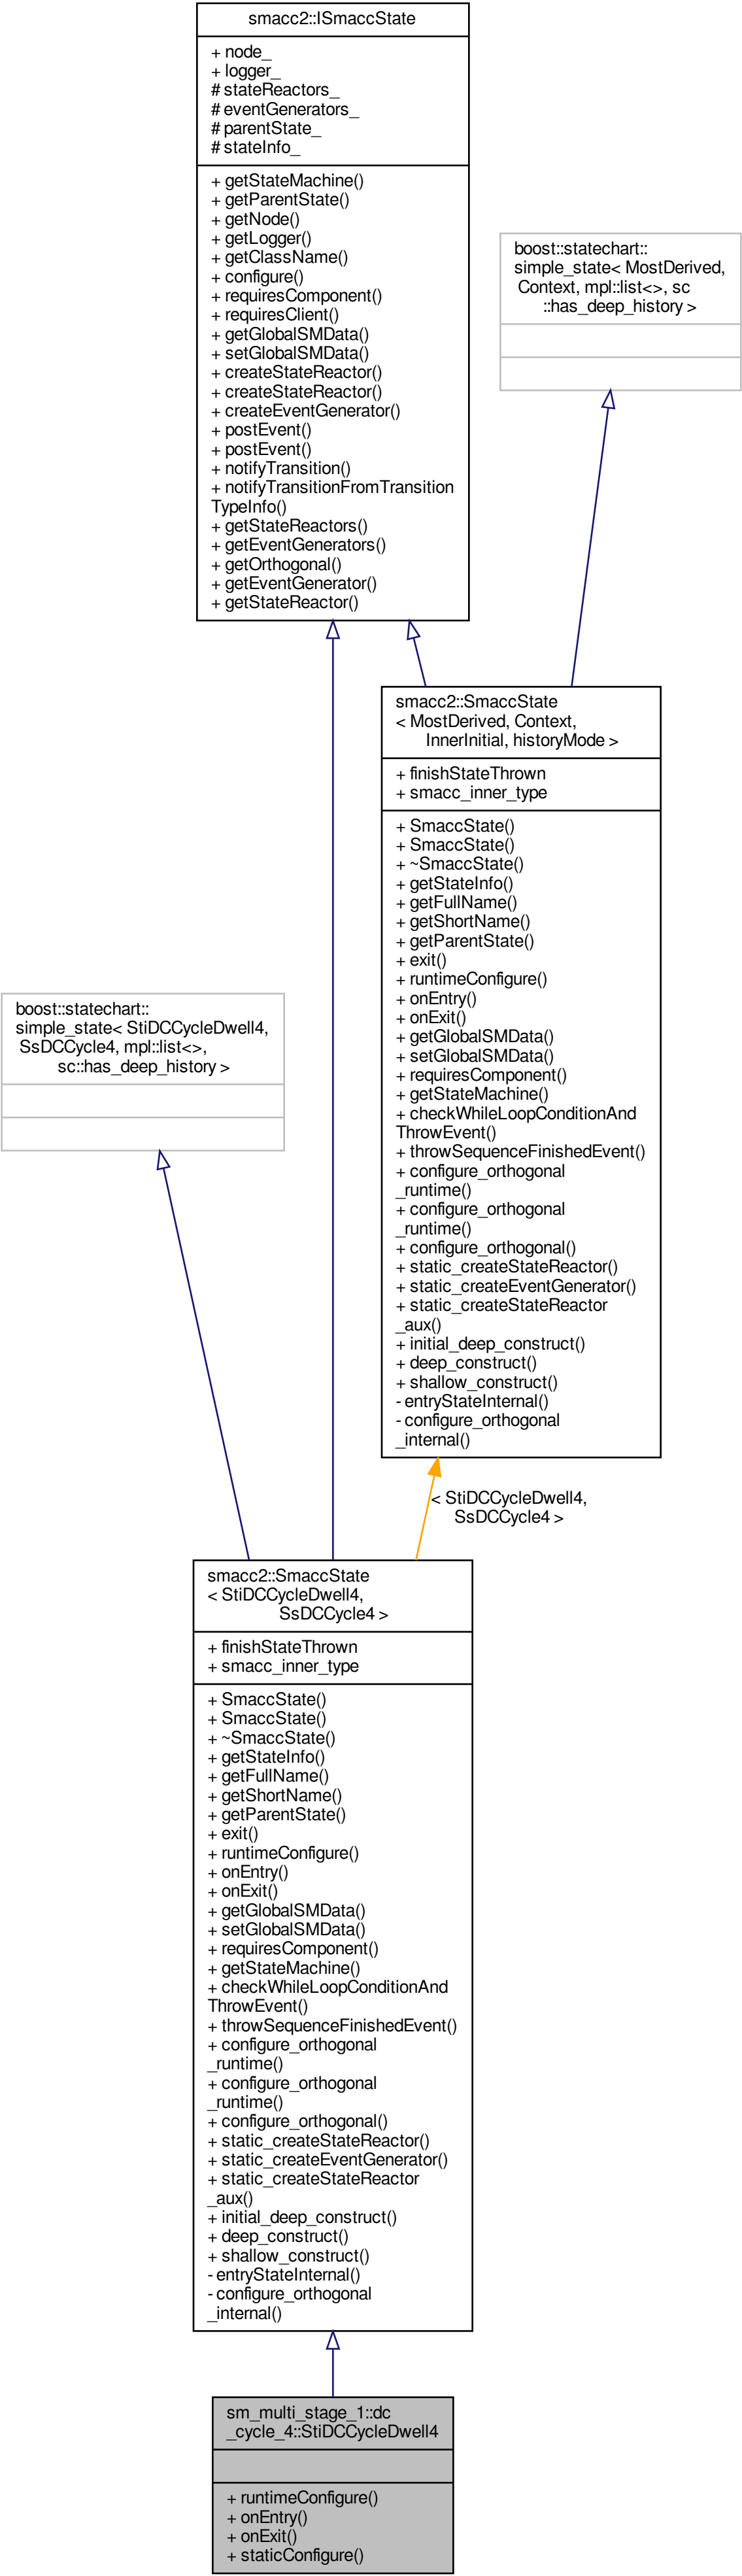 smacc2::ISmaccState
+ node_
+ logger_
# stateReactors_
# eventGenerators_
# parentState_
# stateInfo_
+ getStateMachine()
+ getParentState()
+ getNode()
+ getLogger()
+ getClassName()
+ configure()
+ requiresComponent()
+ requiresClient()
+ getGlobalSMData()
+ setGlobalSMData()
+ createStateReactor()
+ createStateReactor()
+ createEventGenerator()
+ postEvent()
+ postEvent()
+ notifyTransition()
+ notifyTransitionFromTransition
TypeInfo()
+ getStateReactors()
+ getEventGenerators()
+ getOrthogonal()
+ getEventGenerator()
+ getStateReactor()
boost::statechart::
simple_state< MostDerived,
Context, mpl::list<>, sc
::has_deep_history >
smacc2::SmaccState
< MostDerived, Context,
InnerInitial, historyMode >
+ finishStateThrown
+ smacc_inner_type
+ SmaccState()
+ SmaccState()
+ ~SmaccState()
+ getStateInfo()
+ getFullName()
+ getShortName()
+ getParentState()
+ exit()
+ runtimeConfigure()
+ onEntry()
+ onExit()
+ getGlobalSMData()
+ setGlobalSMData()
+ requiresComponent()
+ getStateMachine()
+ checkWhileLoopConditionAnd
ThrowEvent()
+ throwSequenceFinishedEvent()
+ configure_orthogonal
_runtime()
+ configure_orthogonal
_runtime()
+ configure_orthogonal()
+ static_createStateReactor()
+ static_createEventGenerator()
+ static_createStateReactor
_aux()
+ initial_deep_construct()
+ deep_construct()
+ shallow_construct()
- entryStateInternal()
- configure_orthogonal
_internal()
boost::statechart::
simple_state< StiDCCycleDwell4,
SsDCCycle4, mpl::list<>,
sc::has_deep_history >
< StiDCCycleDwell4,
SsDCCycle4 >
smacc2::SmaccState
< StiDCCycleDwell4,
SsDCCycle4 >
+ finishStateThrown
+ smacc_inner_type
+ SmaccState()
+ SmaccState()
+ ~SmaccState()
+ getStateInfo()
+ getFullName()
+ getShortName()
+ getParentState()
+ exit()
+ runtimeConfigure()
+ onEntry()
+ onExit()
+ getGlobalSMData()
+ setGlobalSMData()
+ requiresComponent()
+ getStateMachine()
+ checkWhileLoopConditionAnd
ThrowEvent()
+ throwSequenceFinishedEvent()
+ configure_orthogonal
_runtime()
+ configure_orthogonal
_runtime()
+ configure_orthogonal()
+ static_createStateReactor()
+ static_createEventGenerator()
+ static_createStateReactor
_aux()
+ initial_deep_construct()
+ deep_construct()
+ shallow_construct()
- entryStateInternal()
- configure_orthogonal
_internal()
sm_multi_stage_1::dc
_cycle_4::StiDCCycleDwell4
+ runtimeConfigure()
+ onEntry()
+ onExit()
+ staticConfigure()